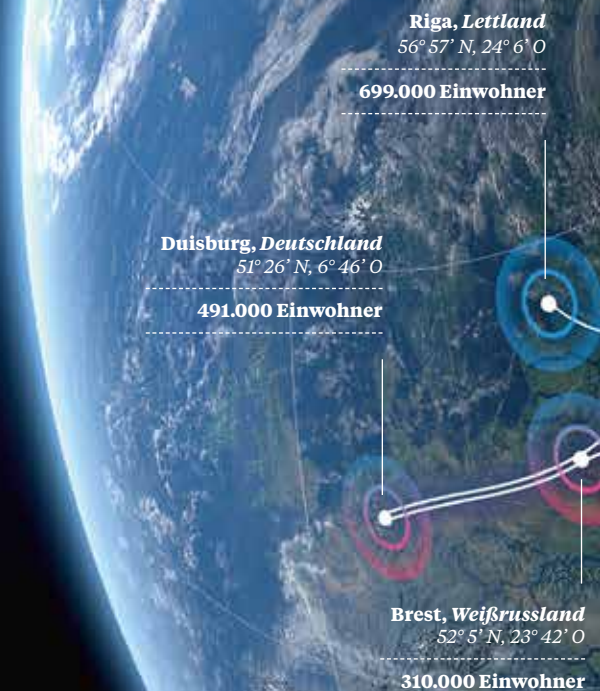 Riga, Lettland
56° 57’ N, 24° 6’ O
699.000 Einwohner
Duisburg, Deutschland
51° 26’ N, 6° 46’ O
491.000 Einwohner
Brest, Weißrussland
52° 5’ N, 23° 42’ O
310.000 Einwohner